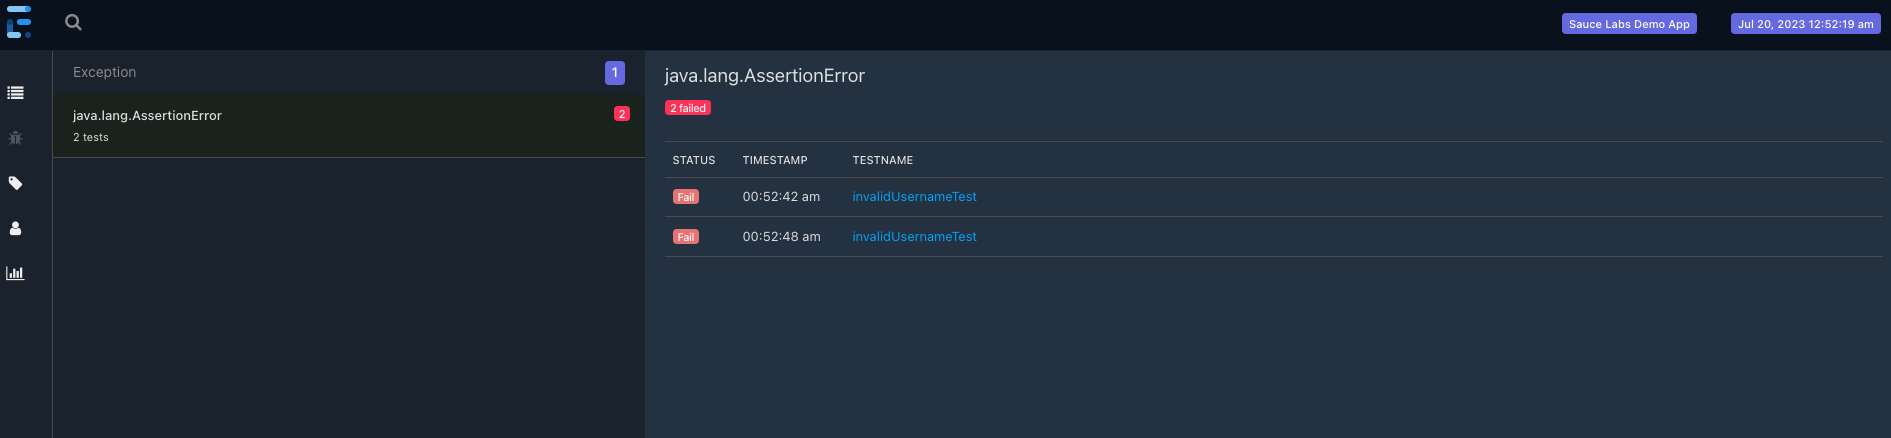 Sauce Labs Demo App
Jul 20, 2023 12:52:19 am
Exception 1
java.lang.AssertionError 2
2 tests
java.lang.AssertionError
2 failed
STATUS TIMESTAMP TESTNAME
Fail 00:52:42 am invalidUsernameTest
Fail 00:52:48 am invalidUsernameTest